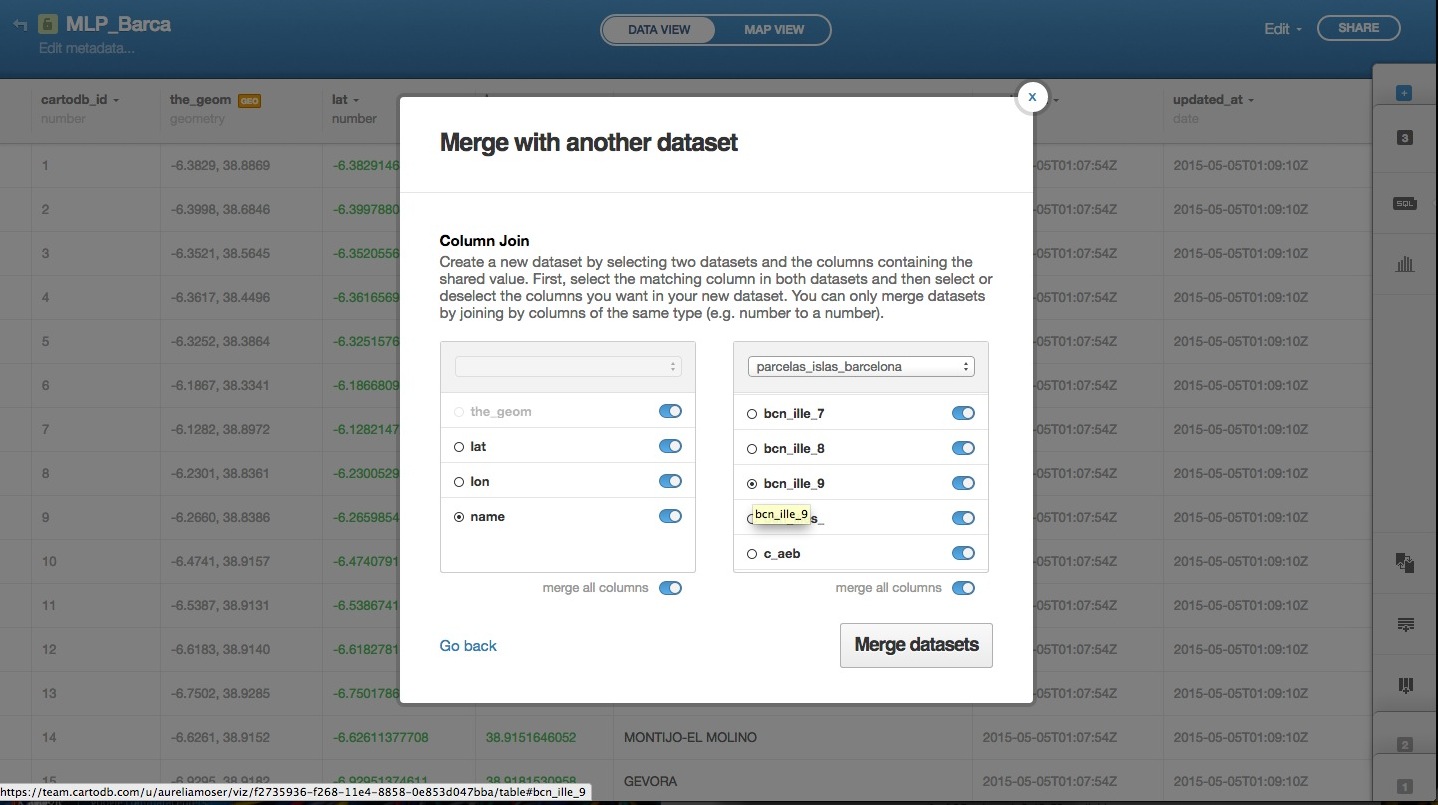 MLP_Barca
Edit metadata...
DATA VIEW
MAP VIEW
Edit
SHARE
cartodb_id
number
the_geom GEO
geometry
lat
number
updated_at
date
1 -6.3829, 38.8869 -6.3829146 05T01:07:54Z 2015-05-05T01:09:10Z
2 -6.3998, 38.6846 -6.3997880 05T01:07:54Z 2015-05-05T01:09:10Z
3 -6.3521, 38.5645 -6.3520556 05T01:07:54Z 2015-05-05T01:09:10Z
4 -6.3617, 38.4496 -6.3616569 05T01:07:54Z 2015-05-05T01:09:10Z
5 -6.3252, 38.3864 -6.3251576 05T01:07:54Z 2015-05-05T01:09:10Z
6 -6.1867, 38.3341 -6.1866809 05T01:07:54Z 2015-05-05T01:09:10Z
7 -6.1282, 38.8972 -6.1282147 05T01:07:54Z 2015-05-05T01:09:10Z
8 -6.2301, 38.8361 -6.2300529 05T01:07:54Z 2015-05-05T01:09:10Z
9 -6.2660, 38.8386 -6.2659854 05T01:07:54Z 2015-05-05T01:09:10Z
10 -6.4741, 38.9157 -6.4740791 05T01:07:54Z 2015-05-05T01:09:10Z
11 -6.5387, 38.9131 -6.5386741 05T01:07:54Z 2015-05-05T01:09:10Z
12 -6.6183, 38.9140 -6.6182781 05T01:07:54Z 2015-05-05T01:09:10Z
13 -6.7502, 38.9285 -6.7501786 05T01:07:54Z 2015-05-05T01:09:10Z
14 -6.6261, 38.9152 -6.62611377708 38.9151646052 MONTIJO-EL MOLINO 2015-05-05T01:07:54Z 2015-05-05T01:09:10Z
15 -6.9295, 38.9182 -6.92951374611 38.9181530958 GEVORA 2015-05-05T01:07:54Z 2015-05-05T01:09:10Z
x
Merge with another dataset
Column Join
Create a new dataset by selecting two datasets and the columns containing the
shared value. First, select the matching column in both datasets and then select or
deselect the columns you want in your new dataset. You can only merge datasets
by joining by columns of the same type (e.g. number to a number).
the_geom
lat
lon
name
merge all columns
parcelas_islas_barcelona
bcn_ille_7
bcn_ille_8
bcn_ille_9
bcn_ille_9
s_
c_aeb
merge all columns
Go back
Merge datasets
+
3
SQL
2
1
https://team.cartodb.com/u/aureliamoser/viz/f2735936-f268-11e4-8858-0e853d047bba/table#bcn_ille_9